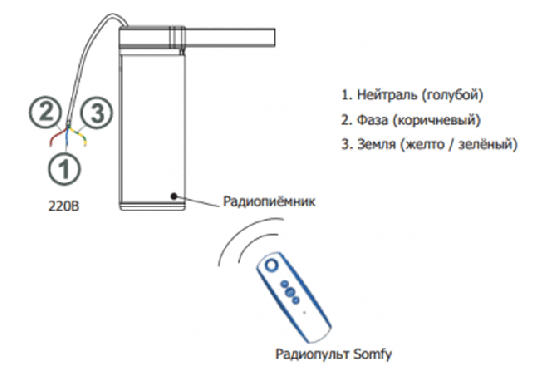 2
3
1
220В
1. Нейтраль (голубой)
2. Фаза (коричневый)
3. Земля (желто / зелёный)
Радиопиёмник
Радиопульт Somfy